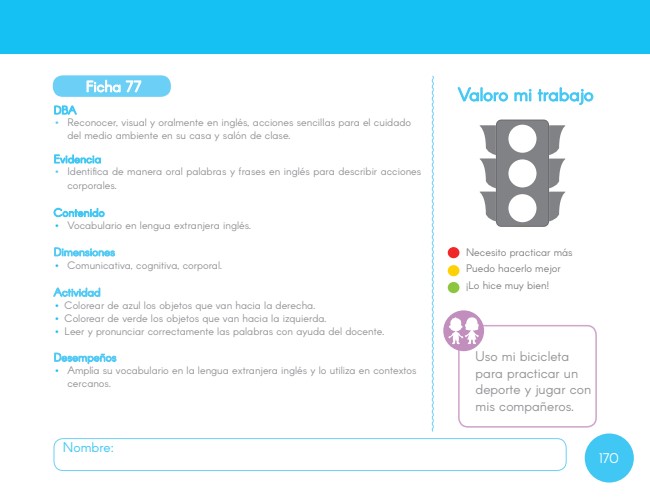 Ficha 77
DBA
• Reconocer, visual y oralmente en inglés, acciones sencillas para el cuidado
del medio ambiente en su casa y salón de clase.
Evidencia
• Identifica de manera oral palabras y frases en inglés para describir acciones
corporales.
Contenido
• Vocabulario en lengua extranjera inglés.
Dimensiones
• Comunicativa, cognitiva, corporal.
Actividad
• Colorear de azul los objetos que van hacia la derecha.
• Colorear de verde los objetos que van hacia la izquierda.
• Leer y pronunciar correctamente las palabras con ayuda del docente.
Desempeños
• Amplia su vocabulario en la lengua extranjera inglés y lo utiliza en contextos
cercanos.
Valoro mi trabajo
Necesito practicar más
Puedo hacerlo mejor
¡Lo hice muy bien!
Uso mi bicicleta
para practicar un
deporte y jugar con
mis compañeros.
Nombre:
170